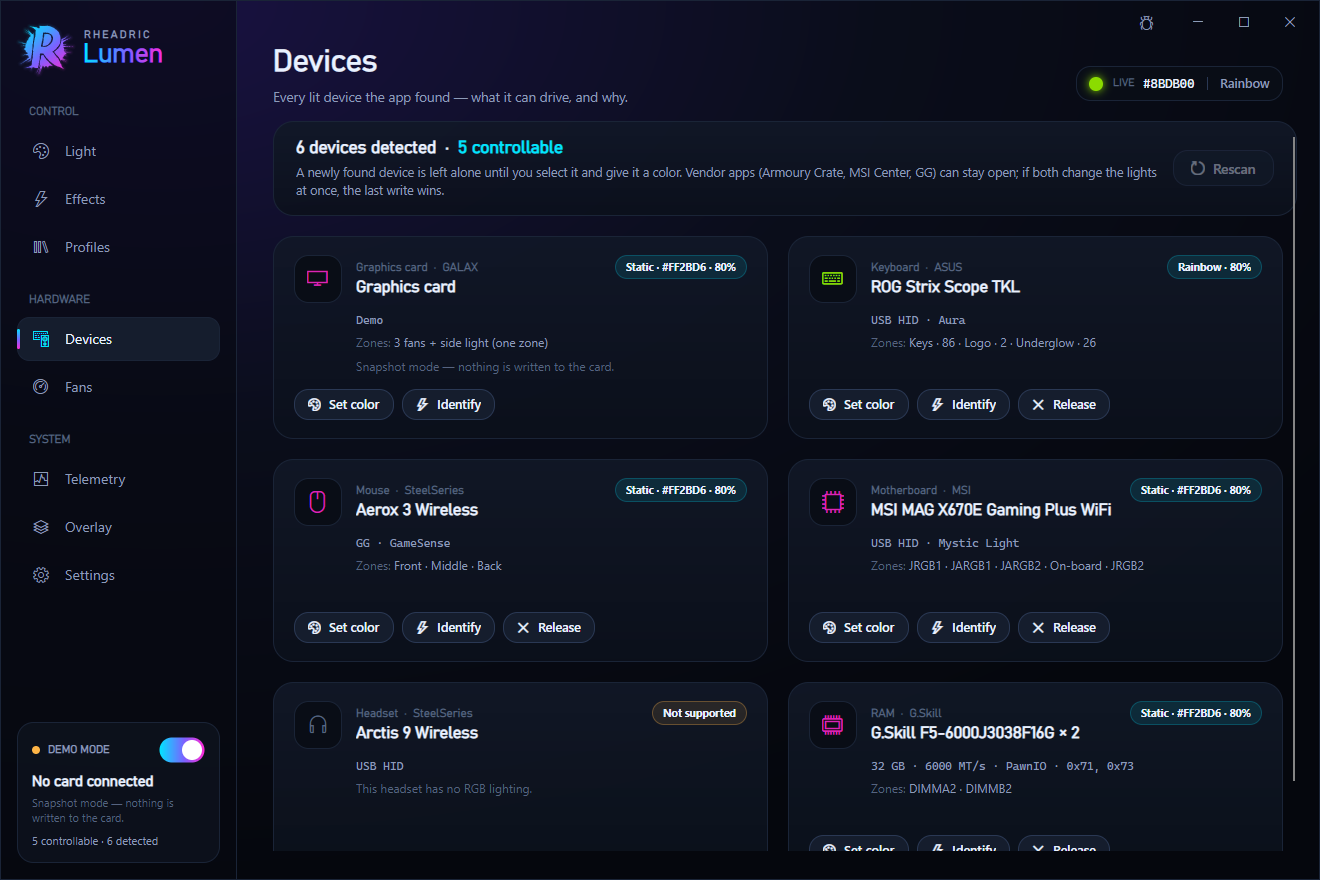 RHEADRIC
Lumen
CONTROL
Light
Effects
Profiles
HARDWARE
Devices
Fans
SYSTEM
Telemetry
Overlay
Settings
DEMO MODE
No card connected
Snapshot mode — nothing is
written to the card.
5 controllable · 6 detected
Devices
Every lit device the app found — what it can drive, and why.
LIVE #8BDB00 Rainbow
6 devices detected · 5 controllable
A newly found device is left alone until you select it and give it a color. Vendor apps (Armoury Crate, MSI Center, GG) can stay open; if both change the lights
at once, the last write wins.
Rescan
Graphics card · GALAX
Static · #FF2BD6 · 80%
Graphics card
Demo
Zones: 3 fans + side light (one zone)
Snapshot mode — nothing is written to the card.
Set color Identify
Keyboard · ASUS
Rainbow · 80%
ROG Strix Scope TKL
USB HID · Aura
Zones: Keys · 86 · Logo · 2 · Underglow · 26
Set color Identify Release
Mouse · SteelSeries
Static · #FF2BD6 · 80%
Aerox 3 Wireless
GG · GameSense
Zones: Front · Middle · Back
Set color Identify Release
Motherboard · MSI
Static · #FF2BD6 · 80%
MSI MAG X670E Gaming Plus WiFi
USB HID · Mystic Light
Zones: JRGB1 · JARGB1 · JARGB2 · On-board · JRGB2
Set color Identify Release
Headset · SteelSeries
Not supported
Arctis 9 Wireless
USB HID
This headset has no RGB lighting.
RAM · G.Skill
Static · #FF2BD6 · 80%
G.Skill F5-6000J3038F16G × 2
32 GB · 6000 MT/s · PawnIO · 0x71, 0x73
Zones: DIMMA2 · DIMMB2
Set color Identify Release